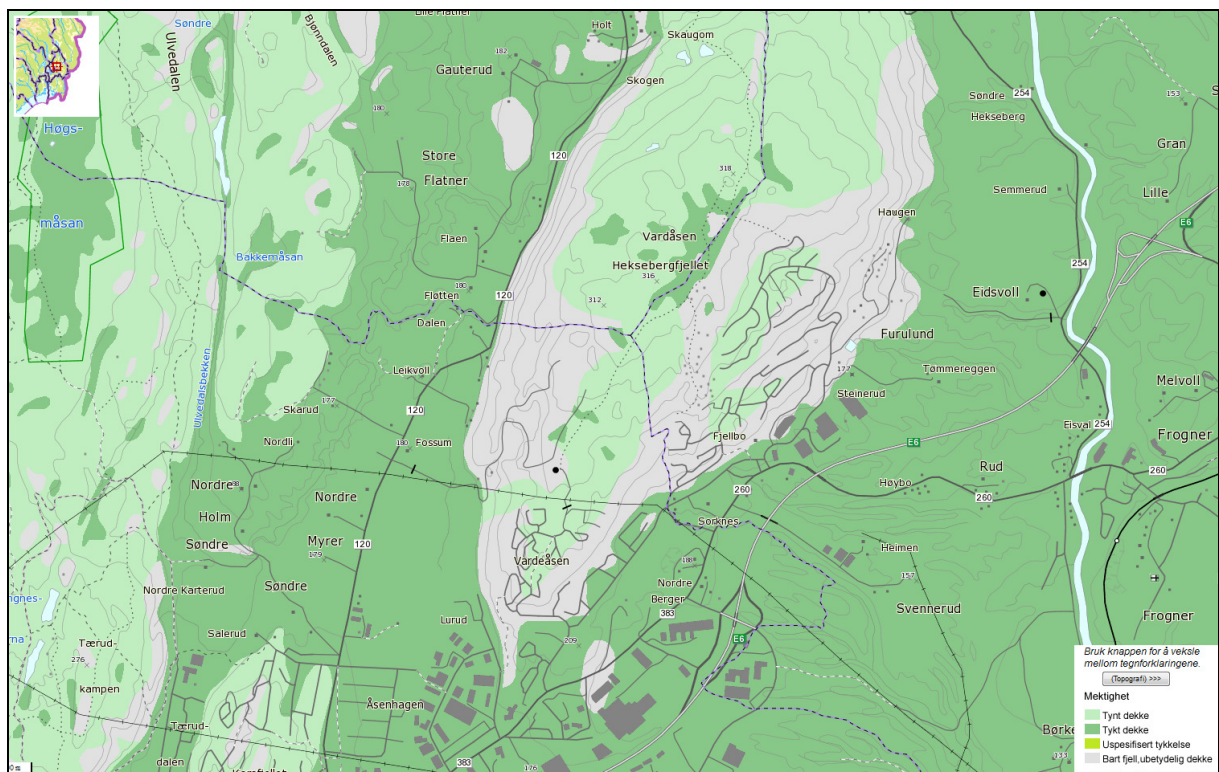 Lille Flatner
Holt
Søndre
Ulvedalen
Bjønndalen
Skaugom
182
Gauterud
Skogen
254
153
Søndre
Hekseberg
180
Høgs-
måsan
Store
Flatner
120
178
318
Gran
Lille
Semmerud
Haugen
E6
Flaen
Vardåsen
Heksebergfjellet
316
Bakkemåsan
254
180
Fløtten
120
312
Eidsvoll
Dalen
Furulund
Ulvedalsbekken
Leikvoll
177
Tømmereggen
Melvoll
Steinerud
Skarud
177
120
Eisval
254
Nordli
180
Fossum
Fjellbo
E6
Frogner
Rud
260
Nordre
Nordre
Høybo
260
260
Holm
Sorknes
Søndre
Myrer
120
179
Vardeåsen
188
Heimen
Nordre Karterud
Søndre
Nordre
Berger
157
383
Svennerud
Frogner
Salerud
Lurud
209
E6
Tærud-
276
kampen
Åsenhagen
Tærud-
dalen
383
176
133
Bruk knappen for å veksle
mellom tegnforklaringene.
(Topografi) >>>
Mektighet
Tynt dekke
Tykt dekke
Uspesifisert tykkelse
Bart fjell,ubetydelig dekke